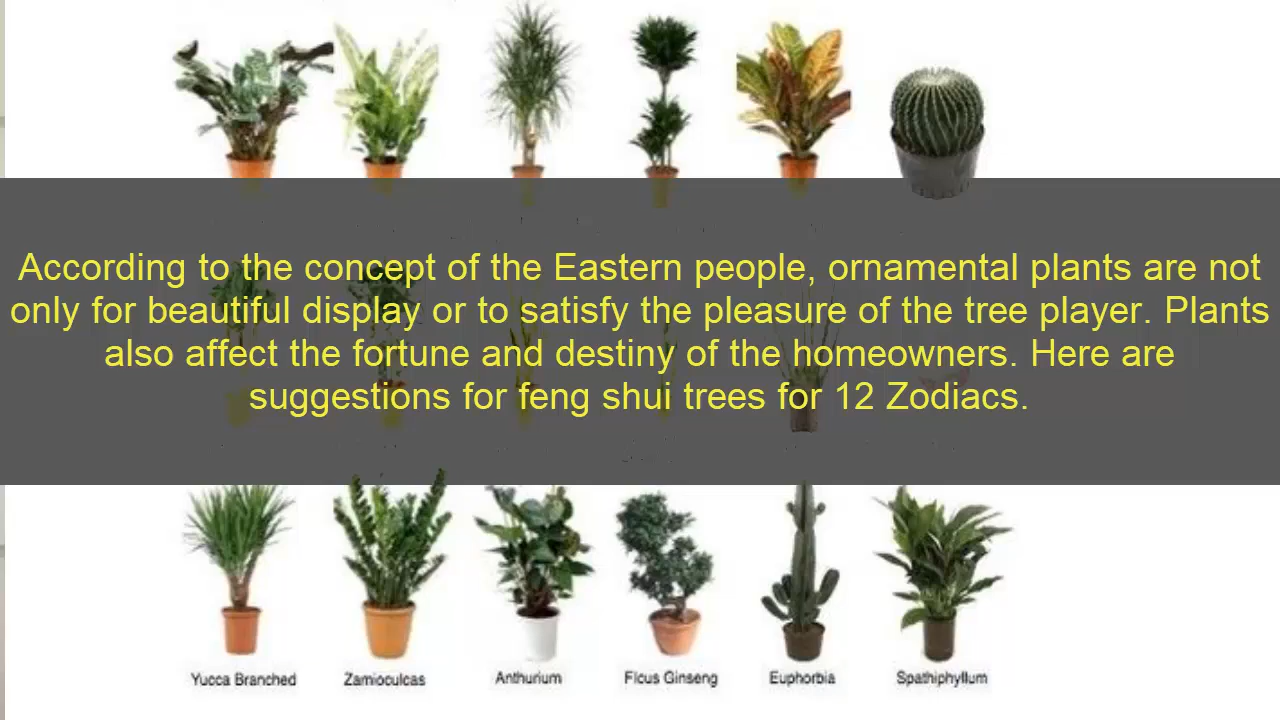 According to the concept of the Eastern people, ornamental plants are not
only for beautiful display or to satisfy the pleasure of the tree player. Plants
also affect the fortune and destiny of the homeowners. Here are
suggestions for feng shui trees for 12 Zodiacs.
Yucca Branched Zamioculcas Anthurium Ficus Ginseng Euphorbia Spathiphyllum